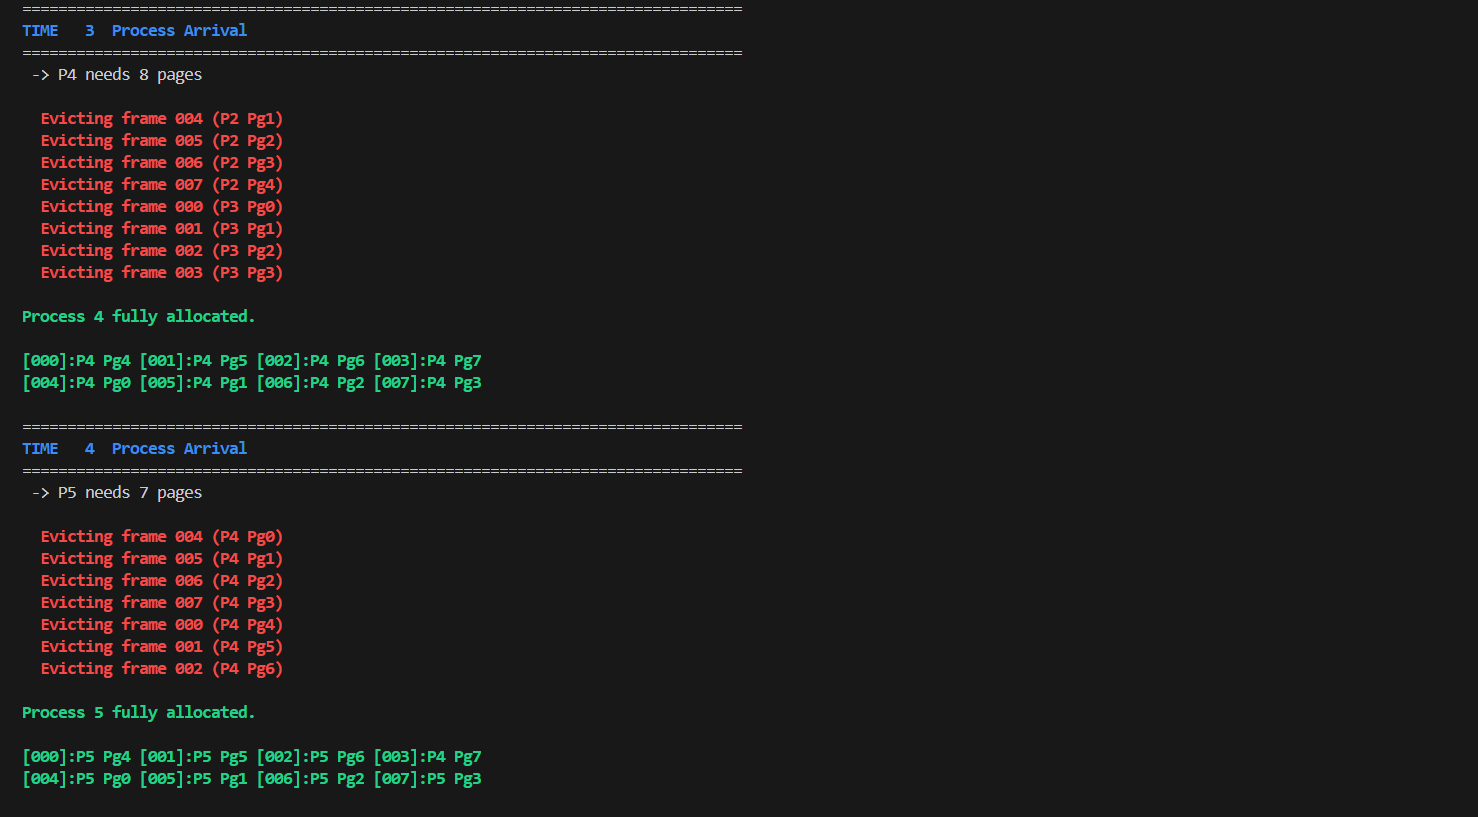 ================================================================================
TIME   3  Process Arrival
================================================================================
 -> P4 needs 8 pages
  Evicting frame 004 (P2 Pg1)
  Evicting frame 005 (P2 Pg2)
  Evicting frame 006 (P2 Pg3)
  Evicting frame 007 (P2 Pg4)
  Evicting frame 000 (P3 Pg0)
  Evicting frame 001 (P3 Pg1)
  Evicting frame 002 (P3 Pg2)
  Evicting frame 003 (P3 Pg3)
Process 4 fully allocated.
[000]:P4 Pg4 [001]:P4 Pg5 [002]:P4 Pg6 [003]:P4 Pg7
[004]:P4 Pg0 [005]:P4 Pg1 [006]:P4 Pg2 [007]:P4 Pg3
================================================================================
TIME   4  Process Arrival
================================================================================
 -> P5 needs 7 pages
  Evicting frame 004 (P4 Pg0)
  Evicting frame 005 (P4 Pg1)
  Evicting frame 006 (P4 Pg2)
  Evicting frame 007 (P4 Pg3)
  Evicting frame 000 (P4 Pg4)
  Evicting frame 001 (P4 Pg5)
  Evicting frame 002 (P4 Pg6)
Process 5 fully allocated.
[000]:P5 Pg4 [001]:P5 Pg5 [002]:P5 Pg6 [003]:P4 Pg7
[004]:P5 Pg0 [005]:P5 Pg1 [006]:P5 Pg2 [007]:P5 Pg3